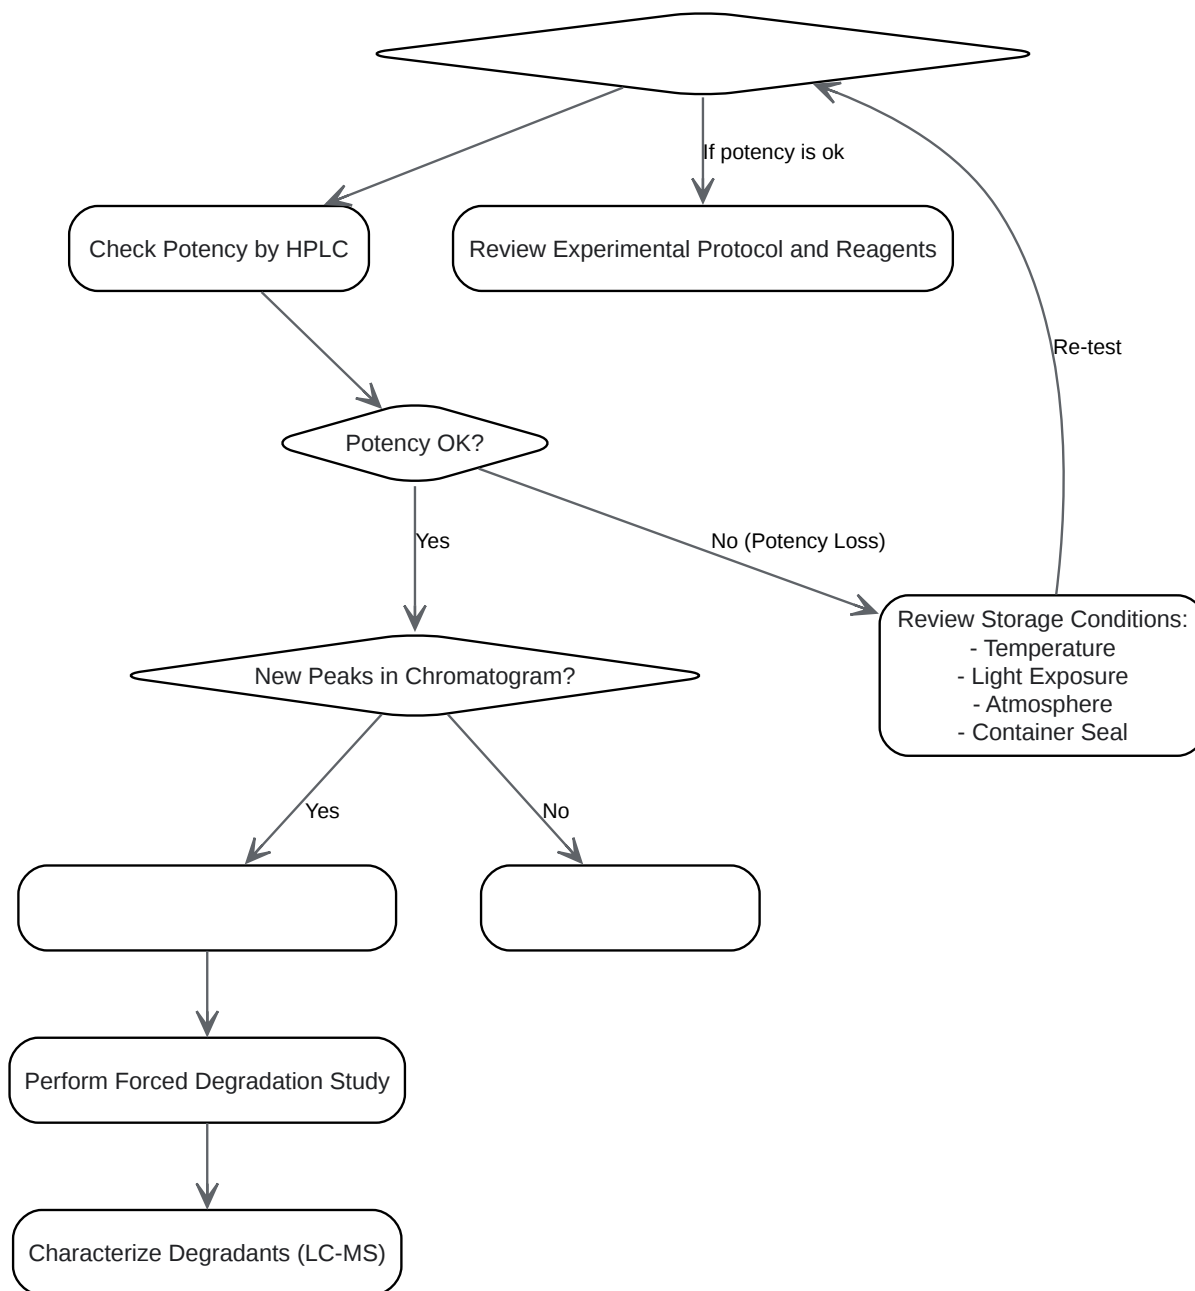 If potency is ok
Check Potency by HPLC
Review Experimental Protocol and Reagents
Re-test
Potency OK?
Yes
No (Potency Loss)
Review Storage Conditions:
- Temperature
- Light Exposure
- Atmosphere
- Container Seal
New Peaks in Chromatogram?
Yes
No
Perform Forced Degradation Study
Characterize Degradants (LC-MS)